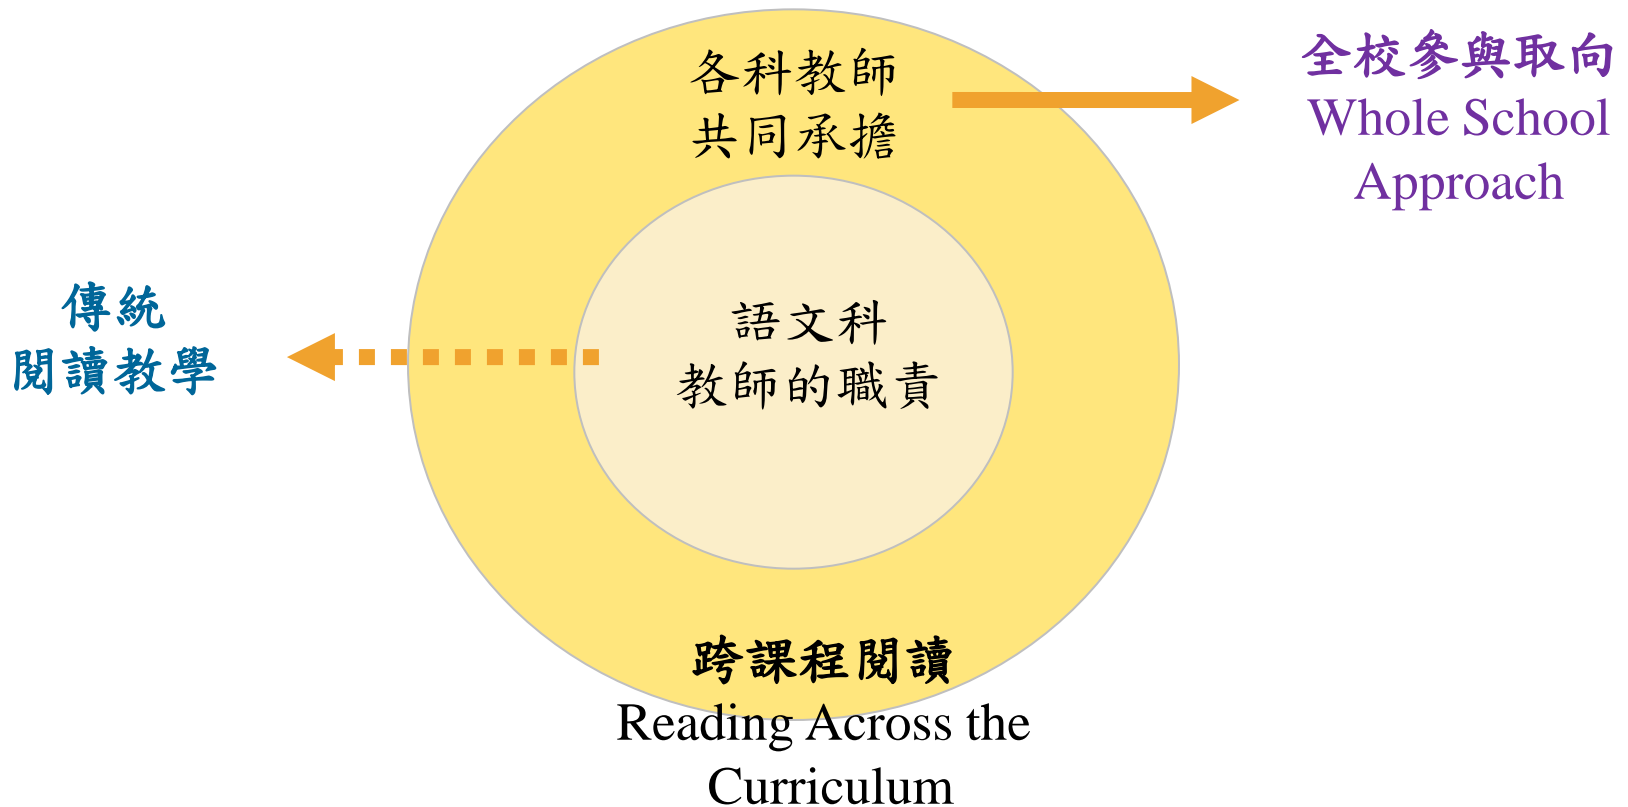 各科教師
共同承擔
全校參與取向
Whole School
Approach
傳統
閱讀教學
語文科
教師的職責
跨課程閱讀
Reading Across the
Curriculum